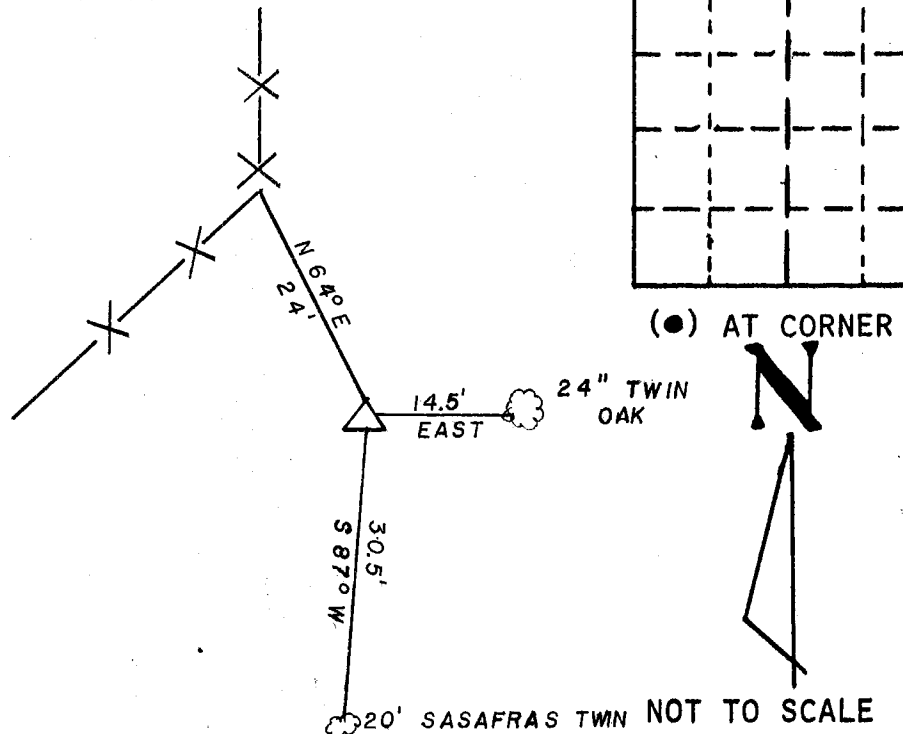 N 64° E
24'
(●) AT CORNER
N
14.5'
EAST
24" TWIN
OAK
30.5'
S 87° W
20' SASAFRAS TWIN
NOT TO SCALE